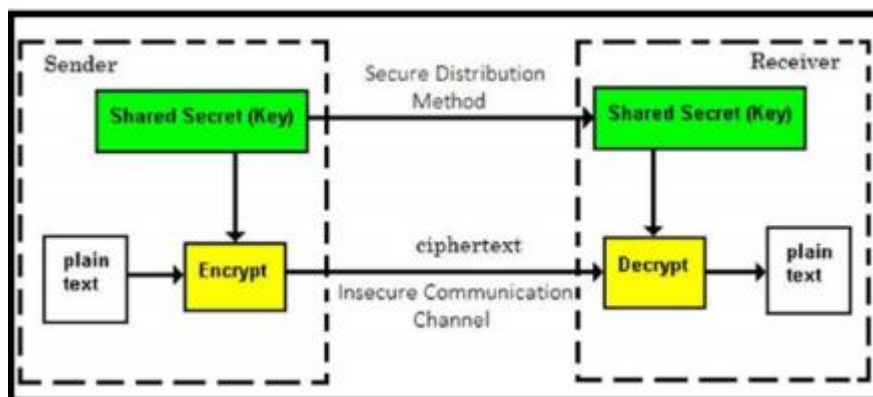 Sender
Receiver
Secure Distribution
Method
Shared Secret (Key)
Shared Secret (Key)
plain
text
Encrypt
ciphertext
Insecure Communication
Channel
Decrypt
plain
text